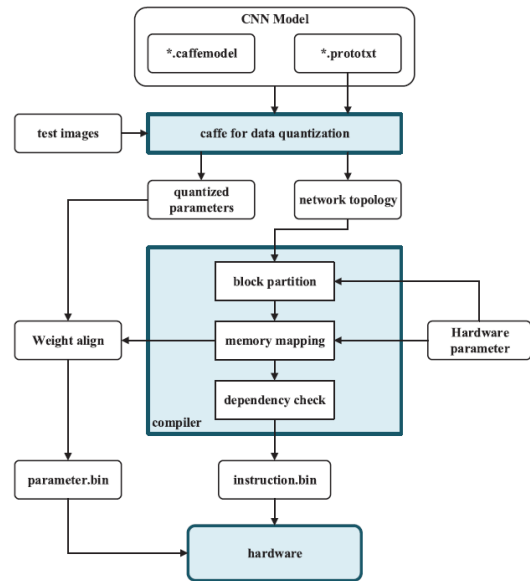 CNN Model
*.caffemodel
*.prototxt
test images
caffe for data quantization
quantized
parameters
network topology
block partition
Weight align
memory mapping
Hardware
parameter
dependency check
compiler
parameter.bin
instruction.bin
hardware